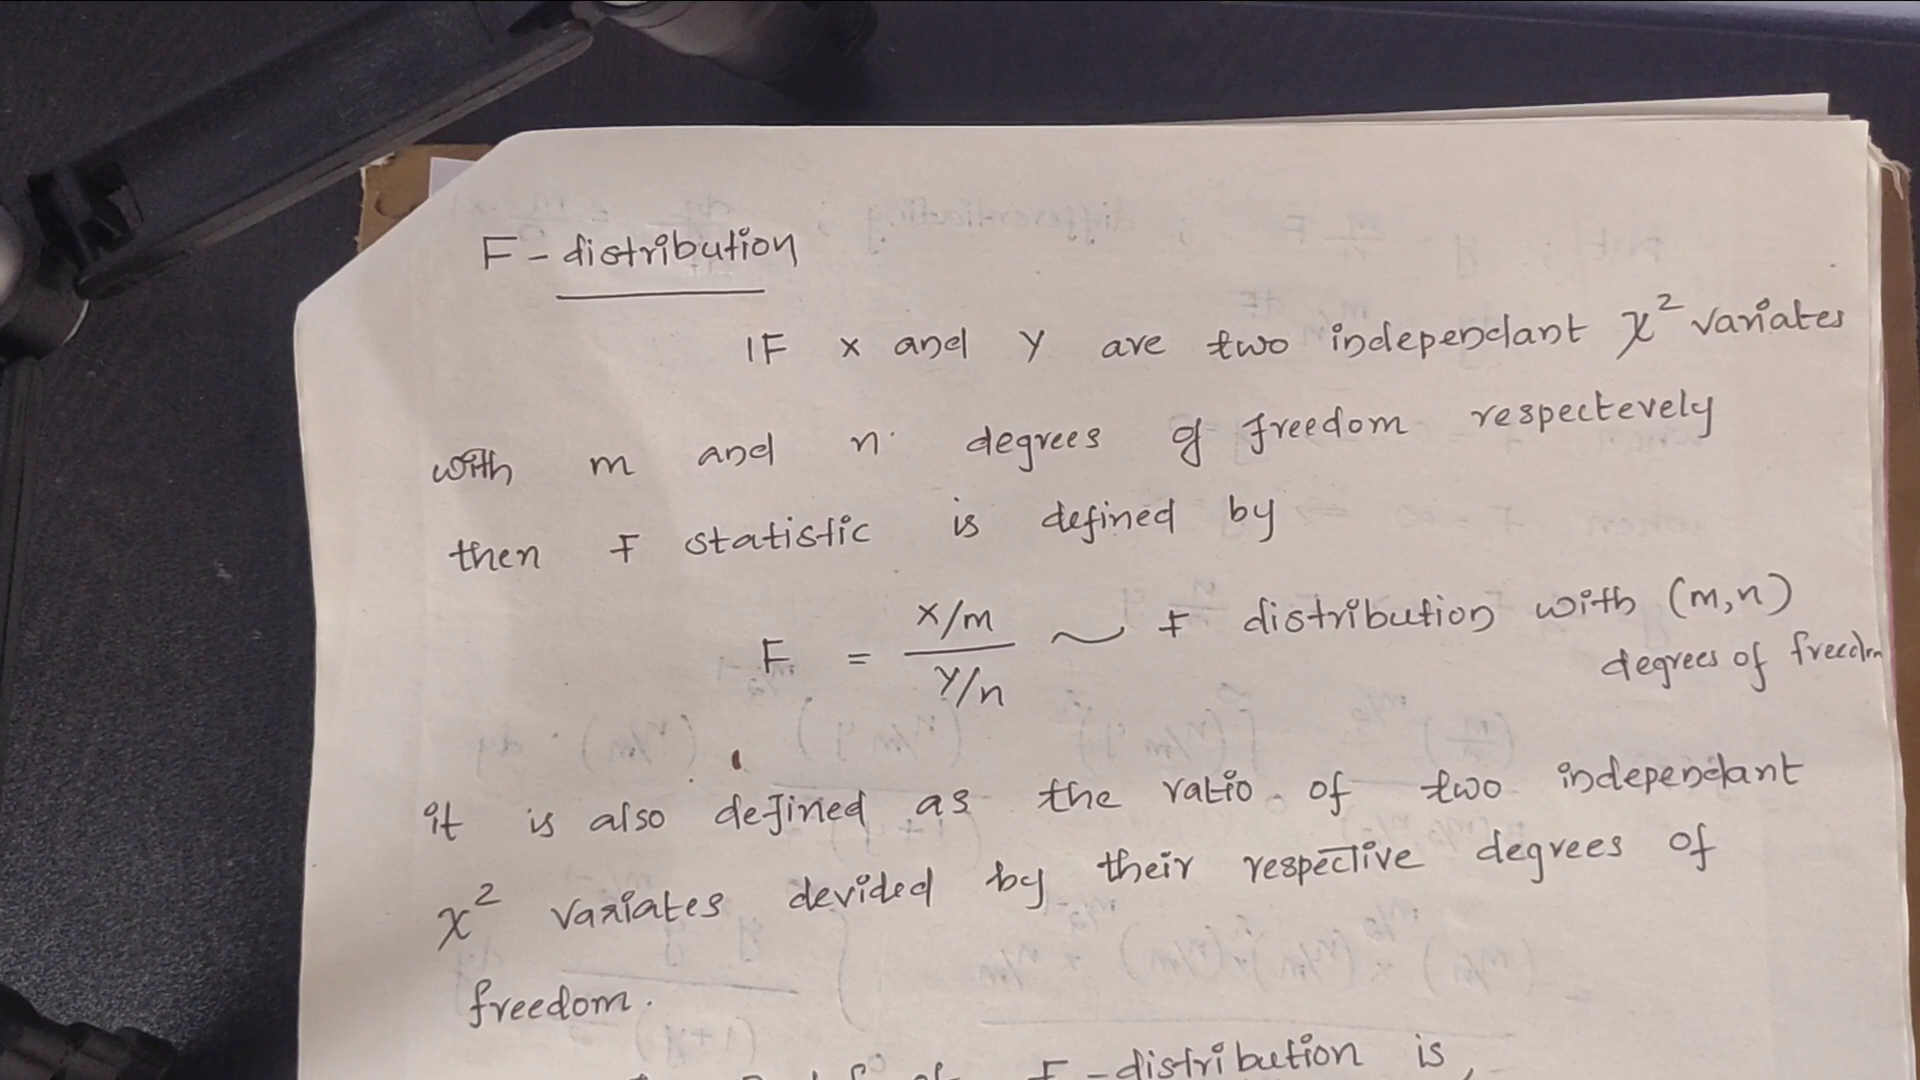 F - distribution
IF x and y are two independant χ² variates
with m and n degrees of freedom respectevely
then F statistic is defined by
F = x/m / y/n ~ F distribution with (m,n)
degrees of freedom
it is also defined as the ratio of two independant
χ² variates devided by their respective degrees of
freedom.
of F-distribution is,